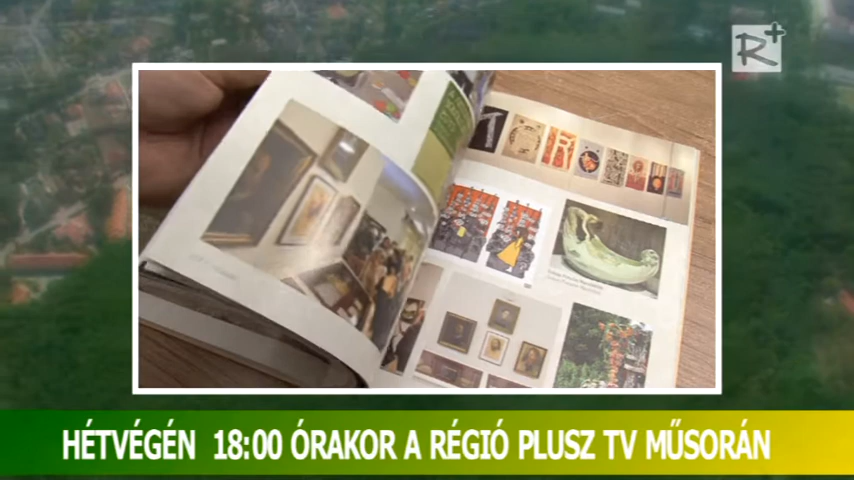 R+
HÉTVÉGÉN 18:00 ÓRAKOR A RÉGIÓ PLUSZ TV MŰSORÁN